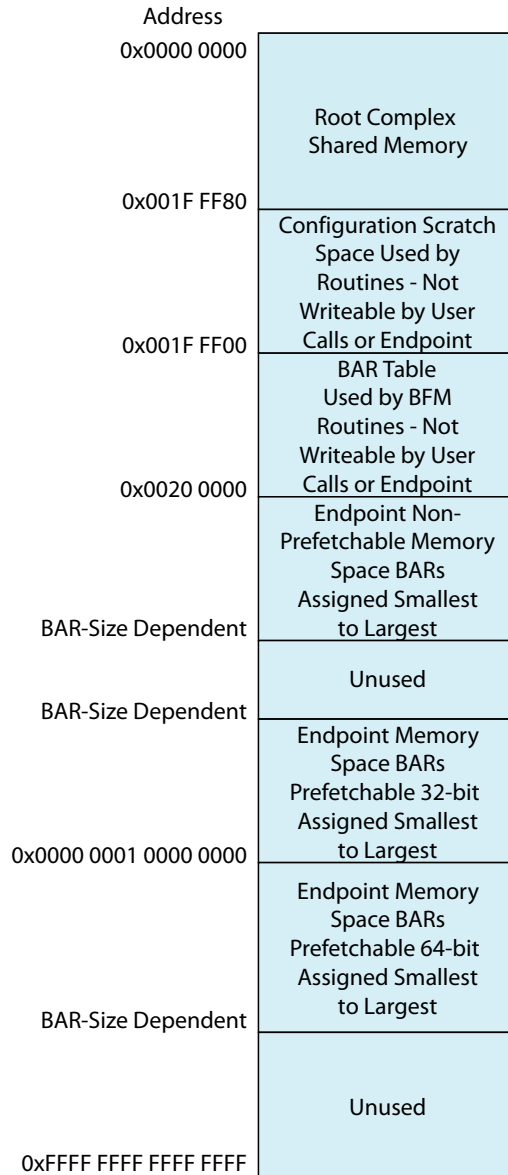 Address
0x0000 0000
Root Complex
Shared Memory
0x001F FF80
Configuration Scratch
Space Used by
Routines - Not
Writeable by User
Calls or Endpoint
0x001F FF00
BAR Table
Used by BFM
Routines - Not
Writeable by User
Calls or Endpoint
0x0020 0000
Endpoint Non-
Prefetchable Memory
Space BARs
Assigned Smallest
to Largest
BAR-Size Dependent
Unused
BAR-Size Dependent
Endpoint Memory
Space BARs
Prefetchable 32-bit
Assigned Smallest
to Largest
0x0000 0001 0000 0000
Endpoint Memory
Space BARs
Prefetchable 64-bit
Assigned Smallest
to Largest
BAR-Size Dependent
Unused
0xFFFF FFFF FFFF FFFF